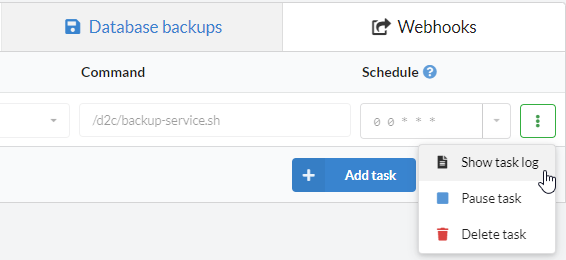 Database backups
Webhooks
Command
Schedule ?
/d2c/backup-service.sh
0 0 * * *
Show task log
Add task
Pause task
Delete task